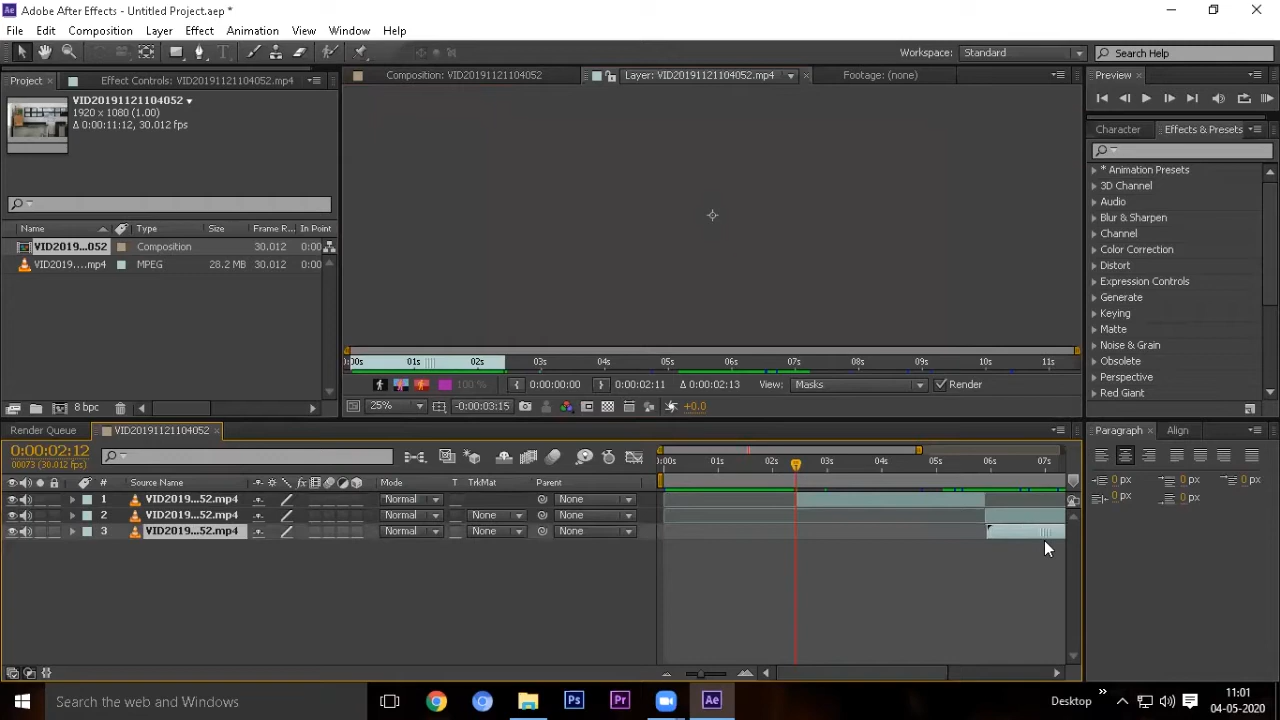 Adobe After Effects - Untitled Project.aep *
File Edit Composition Layer Effect Animation View Window Help
Workspace: Standard Search Help
Project Effect Controls: VID20191121104052.mp4
Composition: VID20191121104052 Layer: VID20191121104052.mp4 Footage: (none)
Preview
VID20191121104052
1920 x 1080 (1.00)
Δ 0:00:11:12, 30.012 fps
Character Effects & Presets
* Animation Presets
3D Channel
Audio
Blur & Sharpen
Channel
Color Correction
Distort
Expression Controls
Generate
Keying
Matte
Noise & Grain
Obsolete
Perspective
Red Giant
Name Type Size Frame R... In Point
VID2019...052 Composition 30.012 0:00
VID2019....mp4 MPEG 28.2 MB 30.012 0:00
8 bpc
0:00s 01s 02s 03s 04s 05s 06s 07s 08s 09s 10s 11s
100 % 0:00:00:00 0:00:02:11 Δ 0:00:02:13 View: Masks Render
25% -0:00:03:15 +0.0
Render Queue VID20191121104052
Paragraph Align
0:00:02:12
00073 (30.012 fps)
0:00s 01s 02s 03s 04s 05s 06s 07s
# Source Name Mode T TrkMat Parent
1 VID2019...52.mp4 Normal None
2 VID2019...52.mp4 Normal None None
3 VID2019...52.mp4 Normal None None
0 px 0 px
0 px 0 px
0 px
Search the web and Windows
Ps Pr Ae
Desktop
11:01
04-05-2020